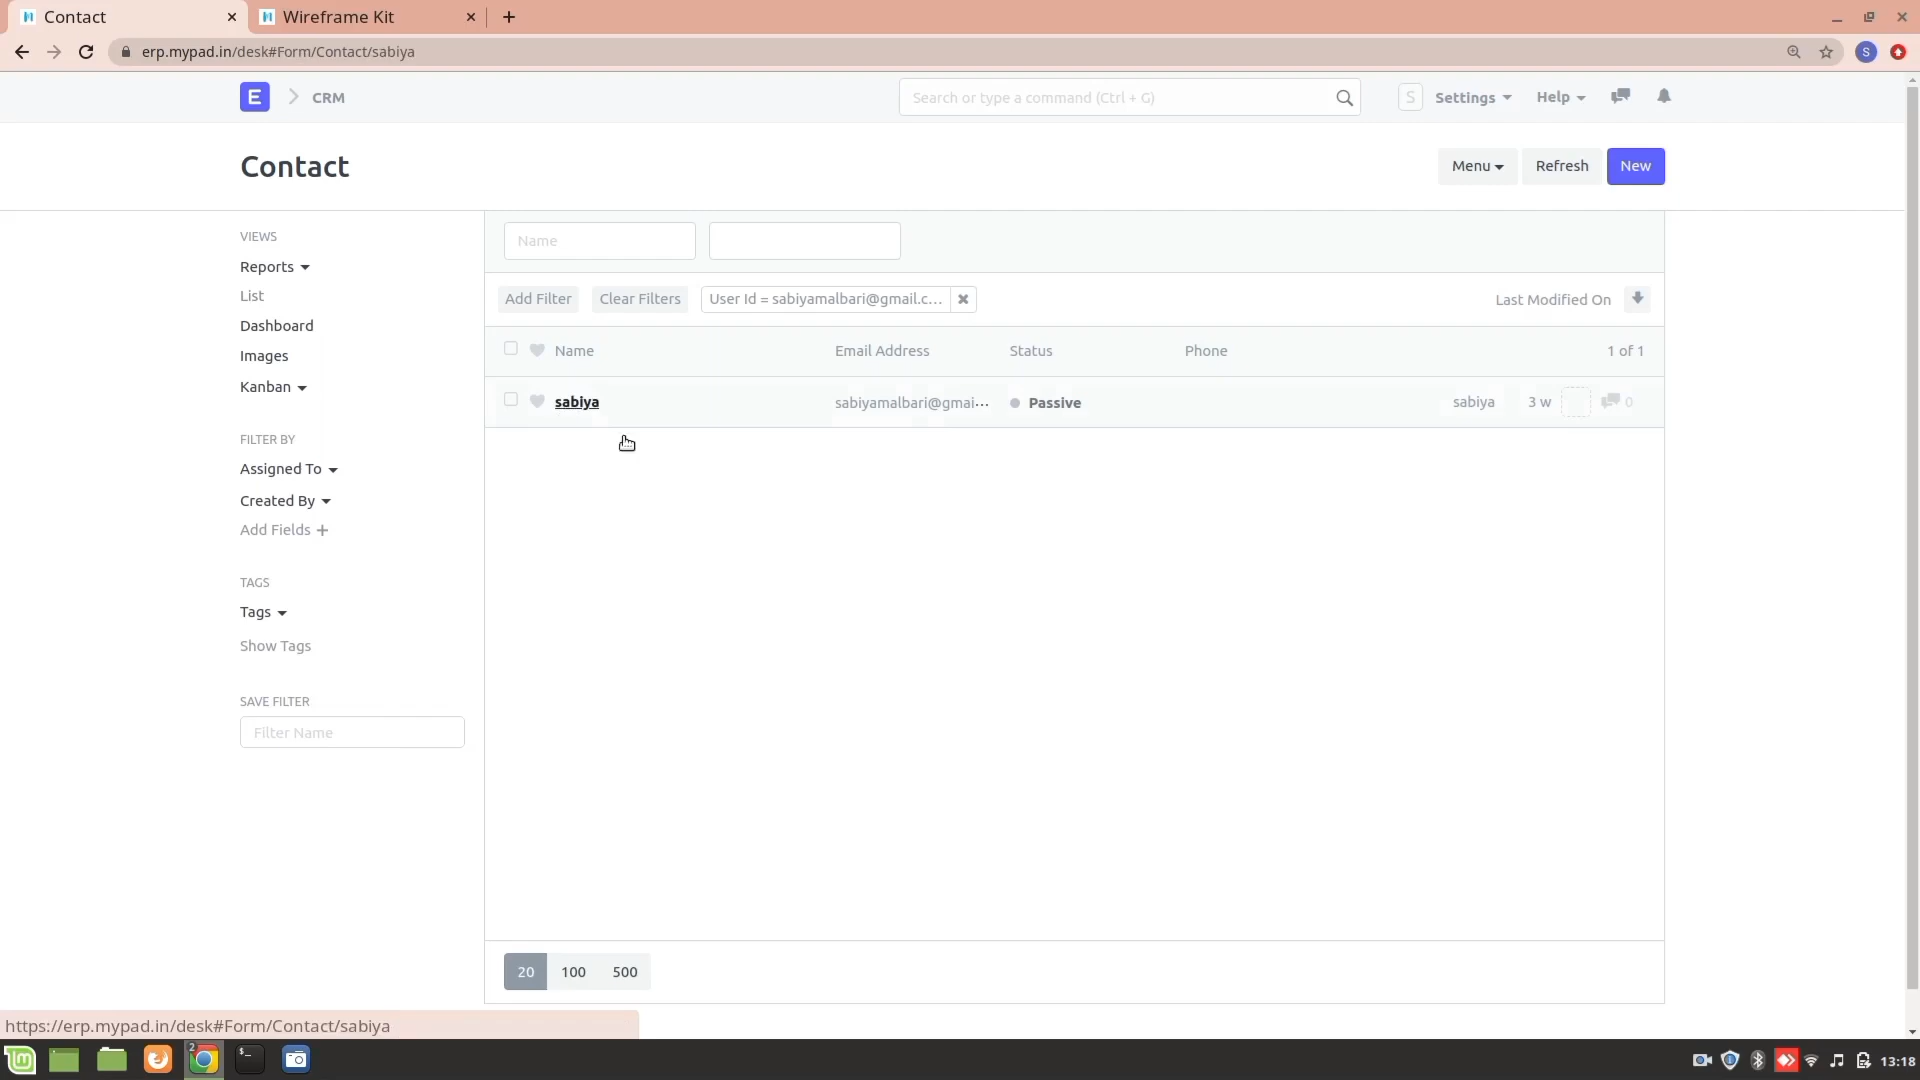 Contact
Wireframe Kit
erp.mypad.in/desk#Form/Contact/sabiya
S
E
CRM
Search or type a command (Ctrl + G)
S
Settings
Help
Contact
Menu
Refresh
New
VIEWS
Reports
List
Dashboard
Images
Kanban
FILTER BY
Assigned To
Created By
Add Fields +
TAGS
Tags
Show Tags
SAVE FILTER
Filter Name
Name
Add Filter
Clear Filters
User Id = sabiyamalbari@gmail.c...
Last Modified On
Name Email Address Status Phone 1 of 1
sabiya sabiyamalbari@gmai... Passive sabiya 3 w 0
20 100 500
https://erp.mypad.in/desk#Form/Contact/sabiya
2
13:18